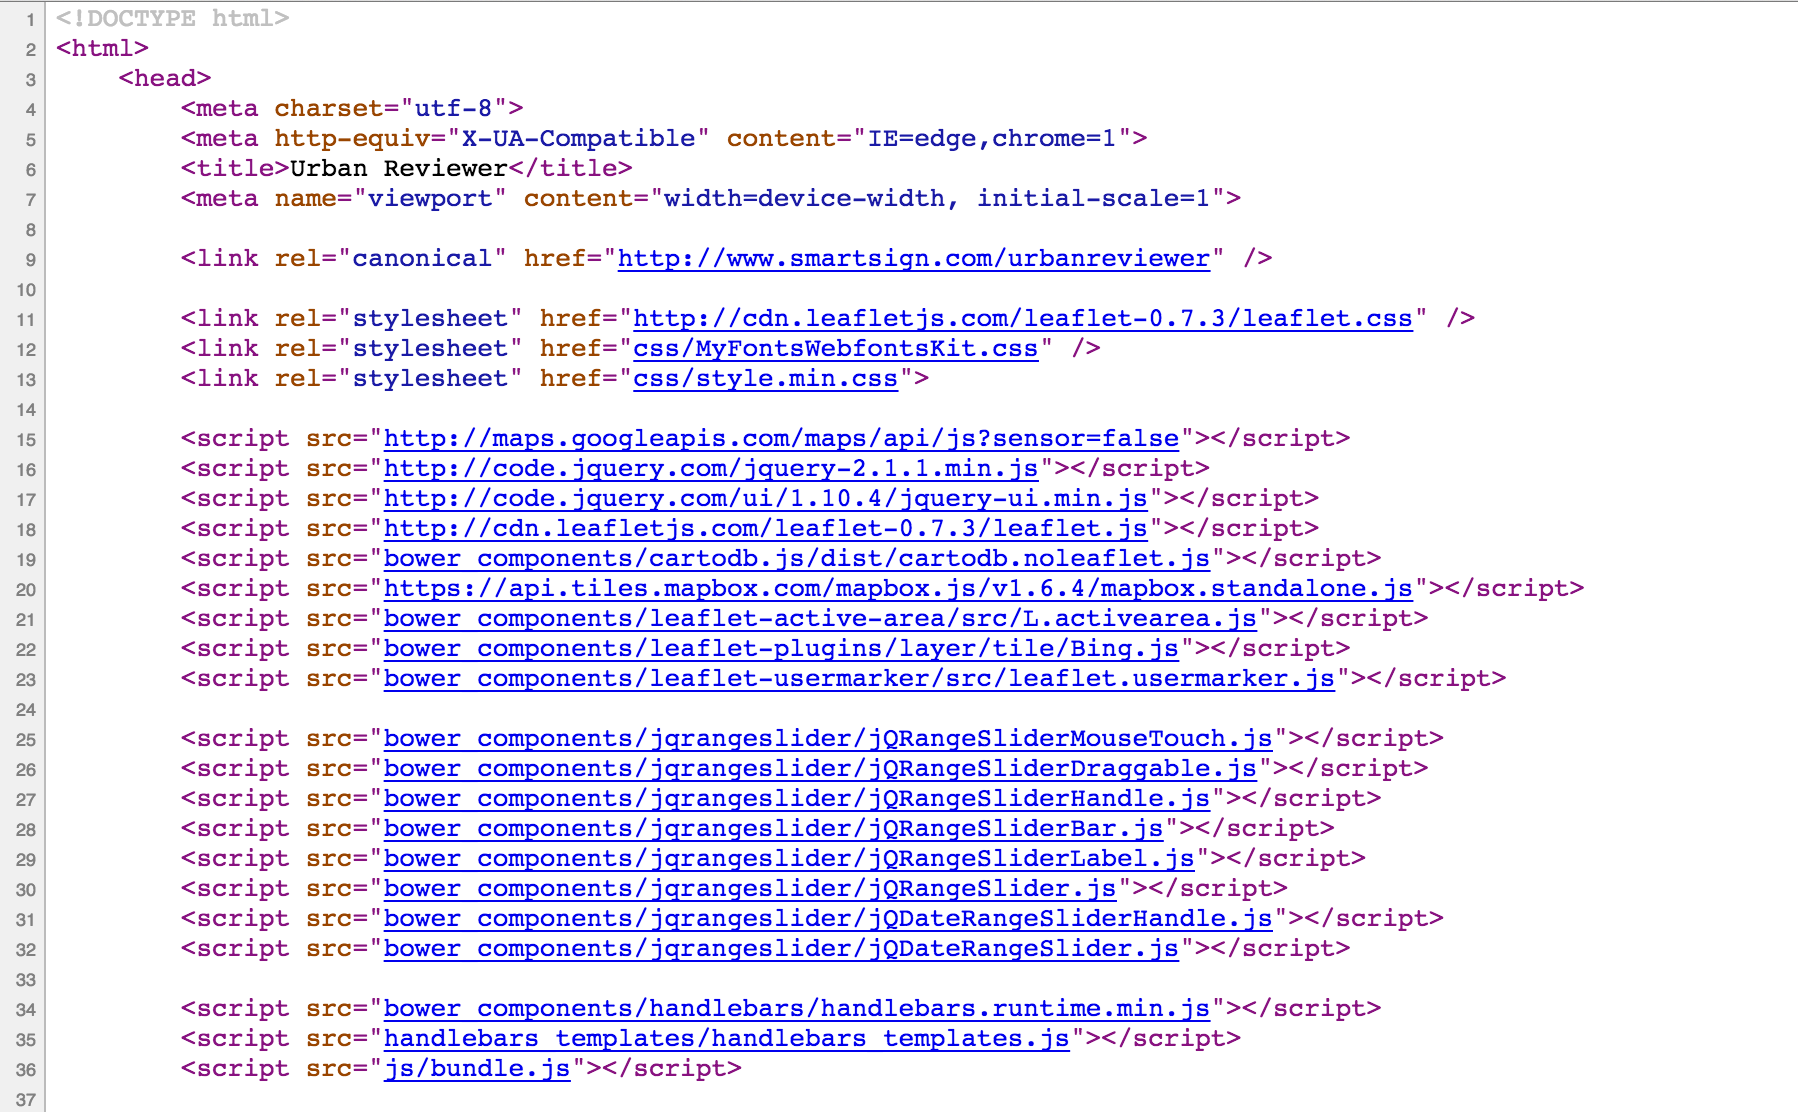 1 <!DOCTYPE html>
2 <html>
3 <head>
4 <meta charset="utf-8">
5 <meta http-equiv="X-UA-Compatible" content="IE=edge,chrome=1">
6 <title>Urban Reviewer</title>
7 <meta name="viewport" content="width=device-width, initial-scale=1">
8
9 <link rel="canonical" href="http://www.smartsign.com/urbanreviewer" />
10
11 <link rel="stylesheet" href="http://cdn.leafletjs.com/leaflet-0.7.3/leaflet.css" />
12 <link rel="stylesheet" href="css/MyFontsWebfontsKit.css" />
13 <link rel="stylesheet" href="css/style.min.css">
14
15 <script src="http://maps.googleapis.com/maps/api/js?sensor=false"></script>
16 <script src="http://code.jquery.com/jquery-2.1.1.min.js"></script>
17 <script src="http://code.jquery.com/ui/1.10.4/jquery-ui.min.js"></script>
18 <script src="http://cdn.leafletjs.com/leaflet-0.7.3/leaflet.js"></script>
19 <script src="bower_components/cartodb.js/dist/cartodb.noleaflet.js"></script>
20 <script src="https://api.tiles.mapbox.com/mapbox.js/v1.6.4/mapbox.standalone.js"></script>
21 <script src="bower_components/leaflet-active-area/src/L.activearea.js"></script>
22 <script src="bower_components/leaflet-plugins/layer/tile/Bing.js"></script>
23 <script src="bower_components/leaflet-usermarker/src/leaflet.usermarker.js"></script>
24
25 <script src="bower_components/jqrangeslider/jQRangeSliderMouseTouch.js"></script>
26 <script src="bower_components/jqrangeslider/jQRangeSliderDraggable.js"></script>
27 <script src="bower_components/jqrangeslider/jQRangeSliderHandle.js"></script>
28 <script src="bower_components/jqrangeslider/jQRangeSliderBar.js"></script>
29 <script src="bower_components/jqrangeslider/jQRangeSliderLabel.js"></script>
30 <script src="bower_components/jqrangeslider/jQRangeSlider.js"></script>
31 <script src="bower_components/jqrangeslider/jQDateRangeSliderHandle.js"></script>
32 <script src="bower_components/jqrangeslider/jQDateRangeSlider.js"></script>
33
34 <script src="bower_components/handlebars/handlebars.runtime.min.js"></script>
35 <script src="handlebars_templates/handlebars_templates.js"></script>
36 <script src="js/bundle.js"></script>
37